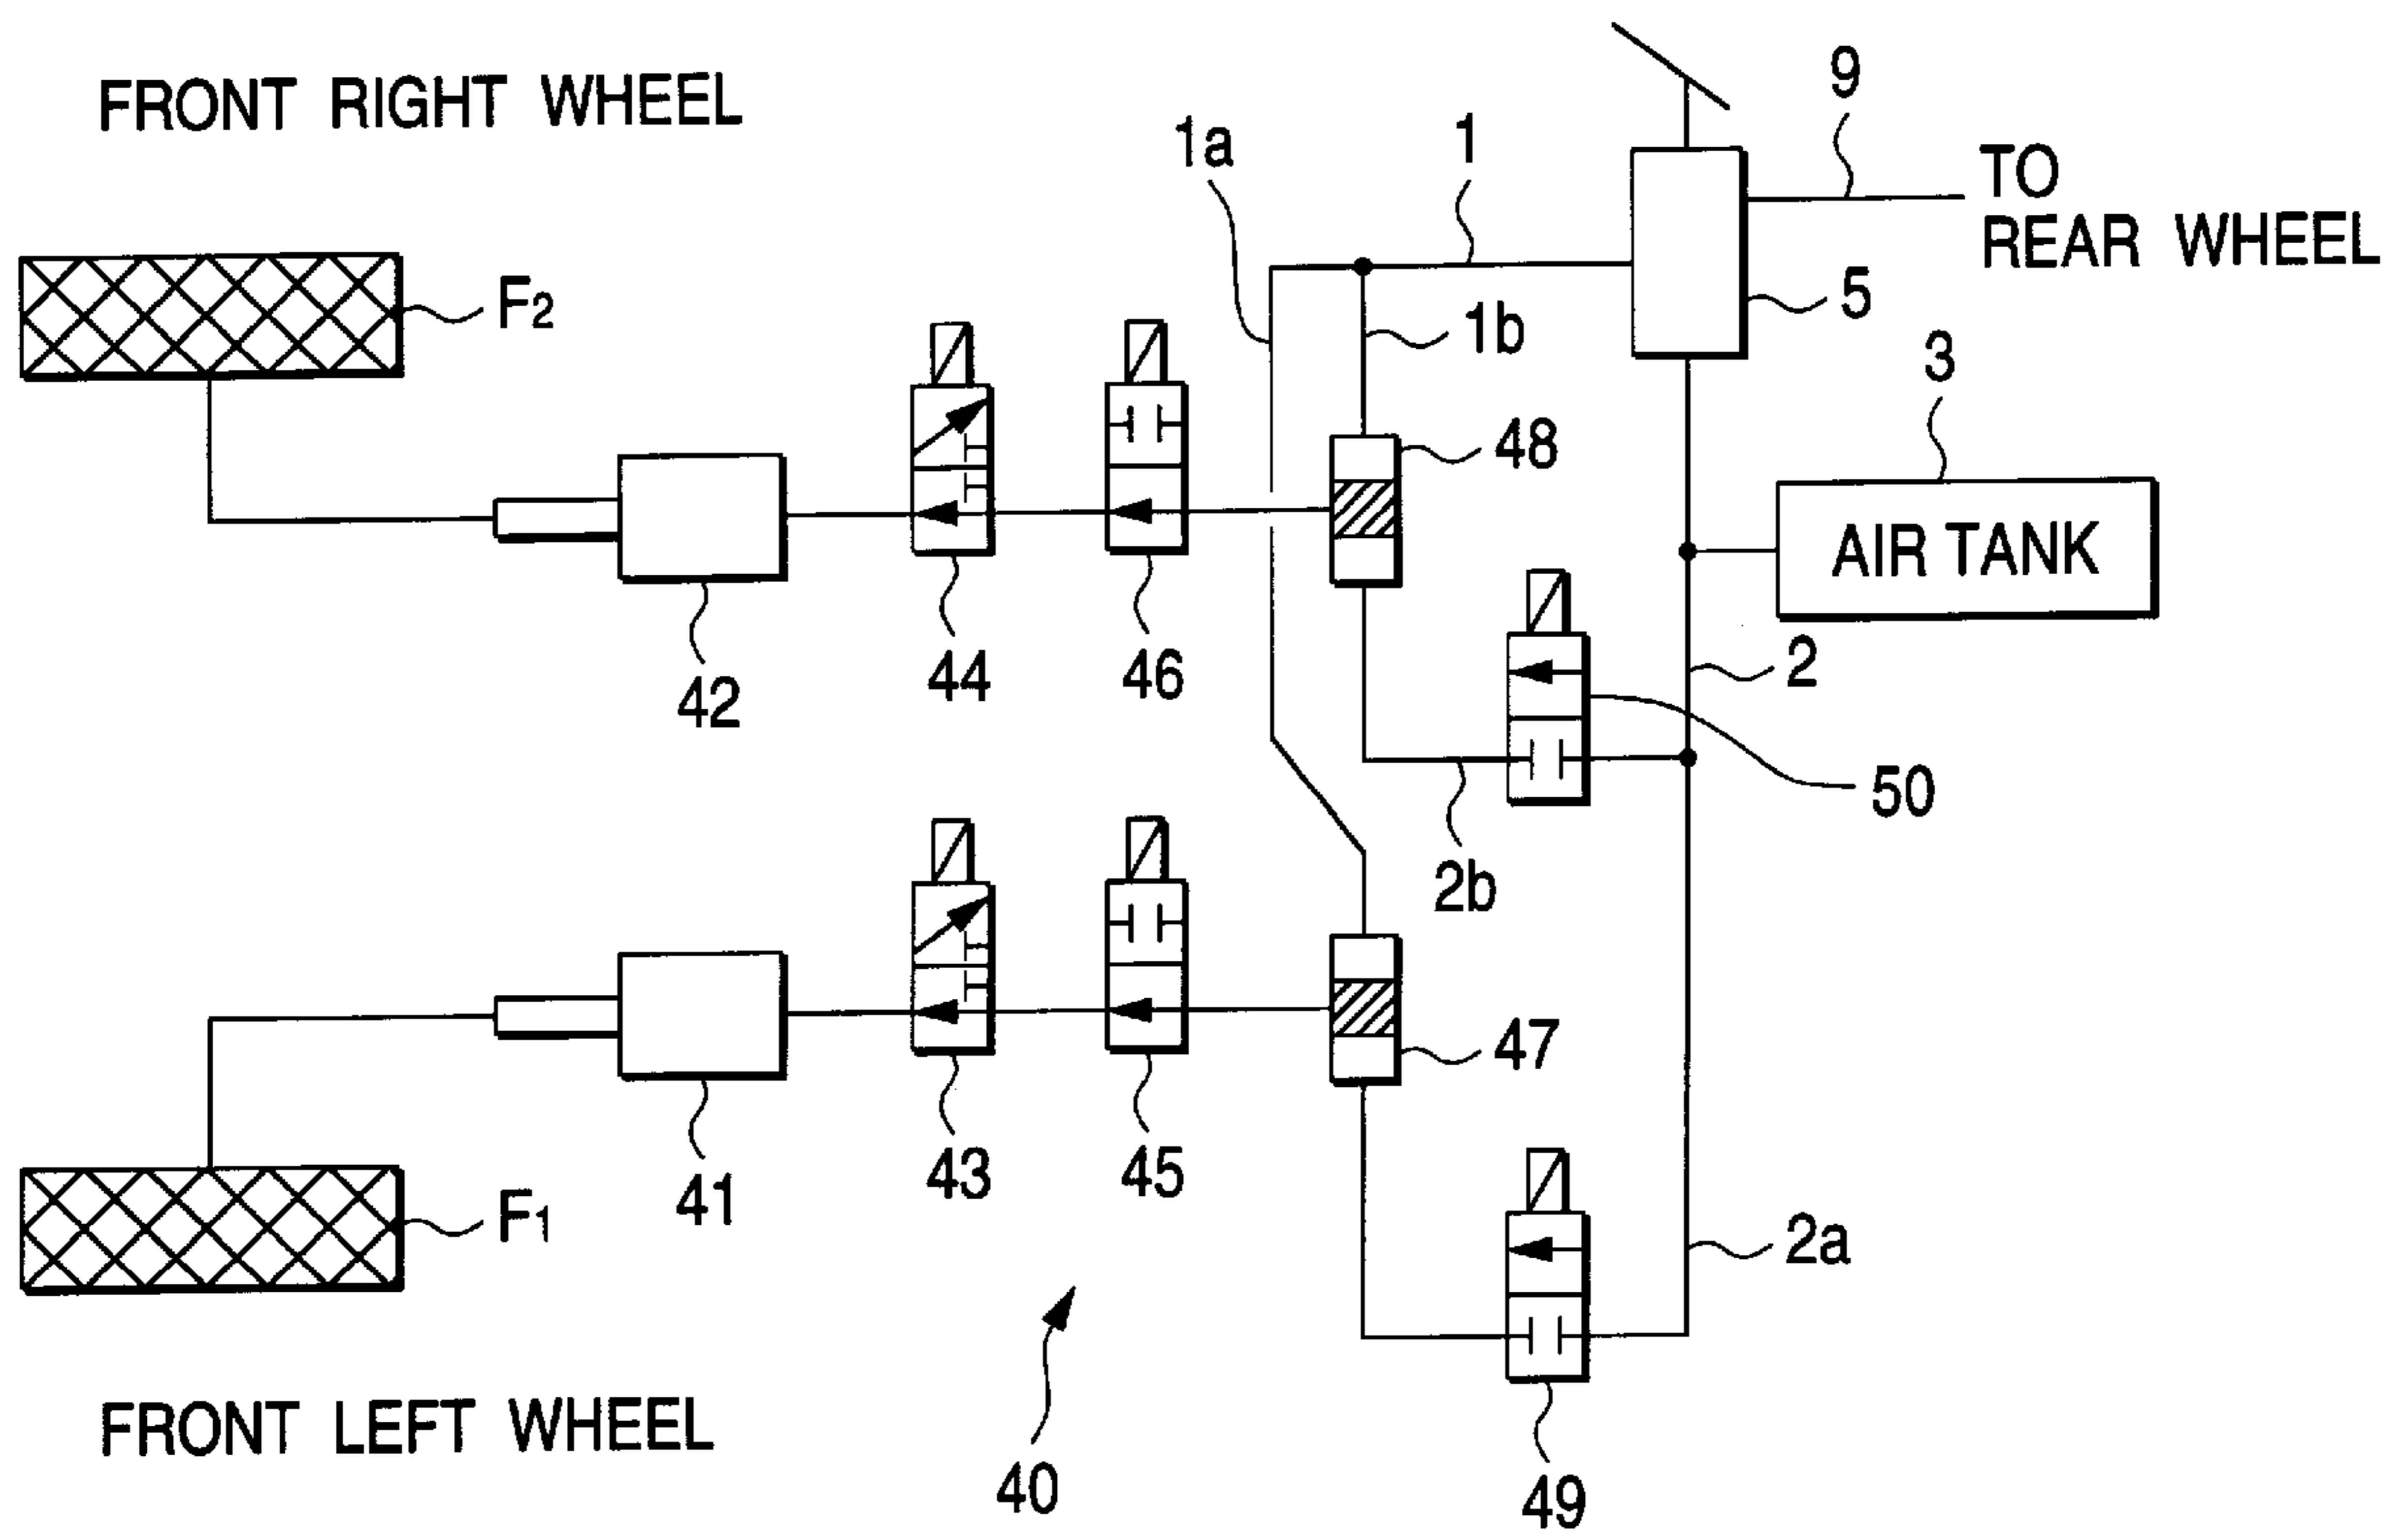 FRONT RIGHT WHEEL
9
1
1a
TO
REAR WHEEL
F2
1b
5
3
48
AIR TANK
44
46
2
42
50
2b
47
43
45
41
F1
2a
40
FRONT LEFT WHEEL
49